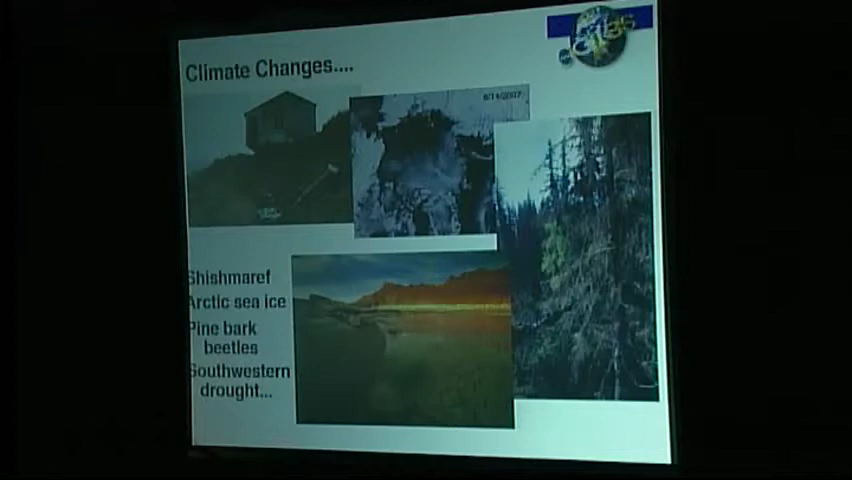 Climate Changes....
Shishmaref
Arctic sea ice
Pine bark
beetles
Southwestern
drought...